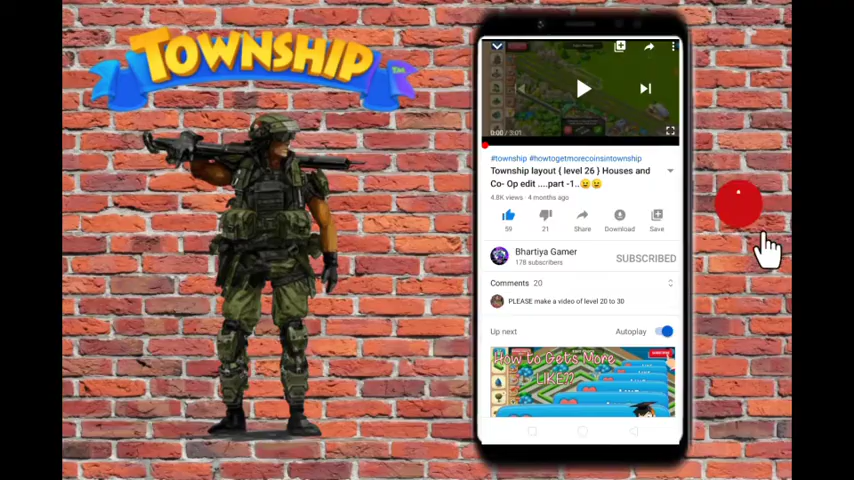 TOWNSHIP
TM
0:00 / 3:01
#township #howtogetmorecoinsintownship
Township layout { level 26 } Houses and
Co- Op edit ....part -1..😦😦
4.8K views · 4 months ago
59
21
Share
Download
Save
Bhartiya Gamer
178 subscribers
SUBSCRIBED
Comments 20
PLEASE make a video of level 20 to 30
Up next
Autoplay
How to Gets More
LIKE??